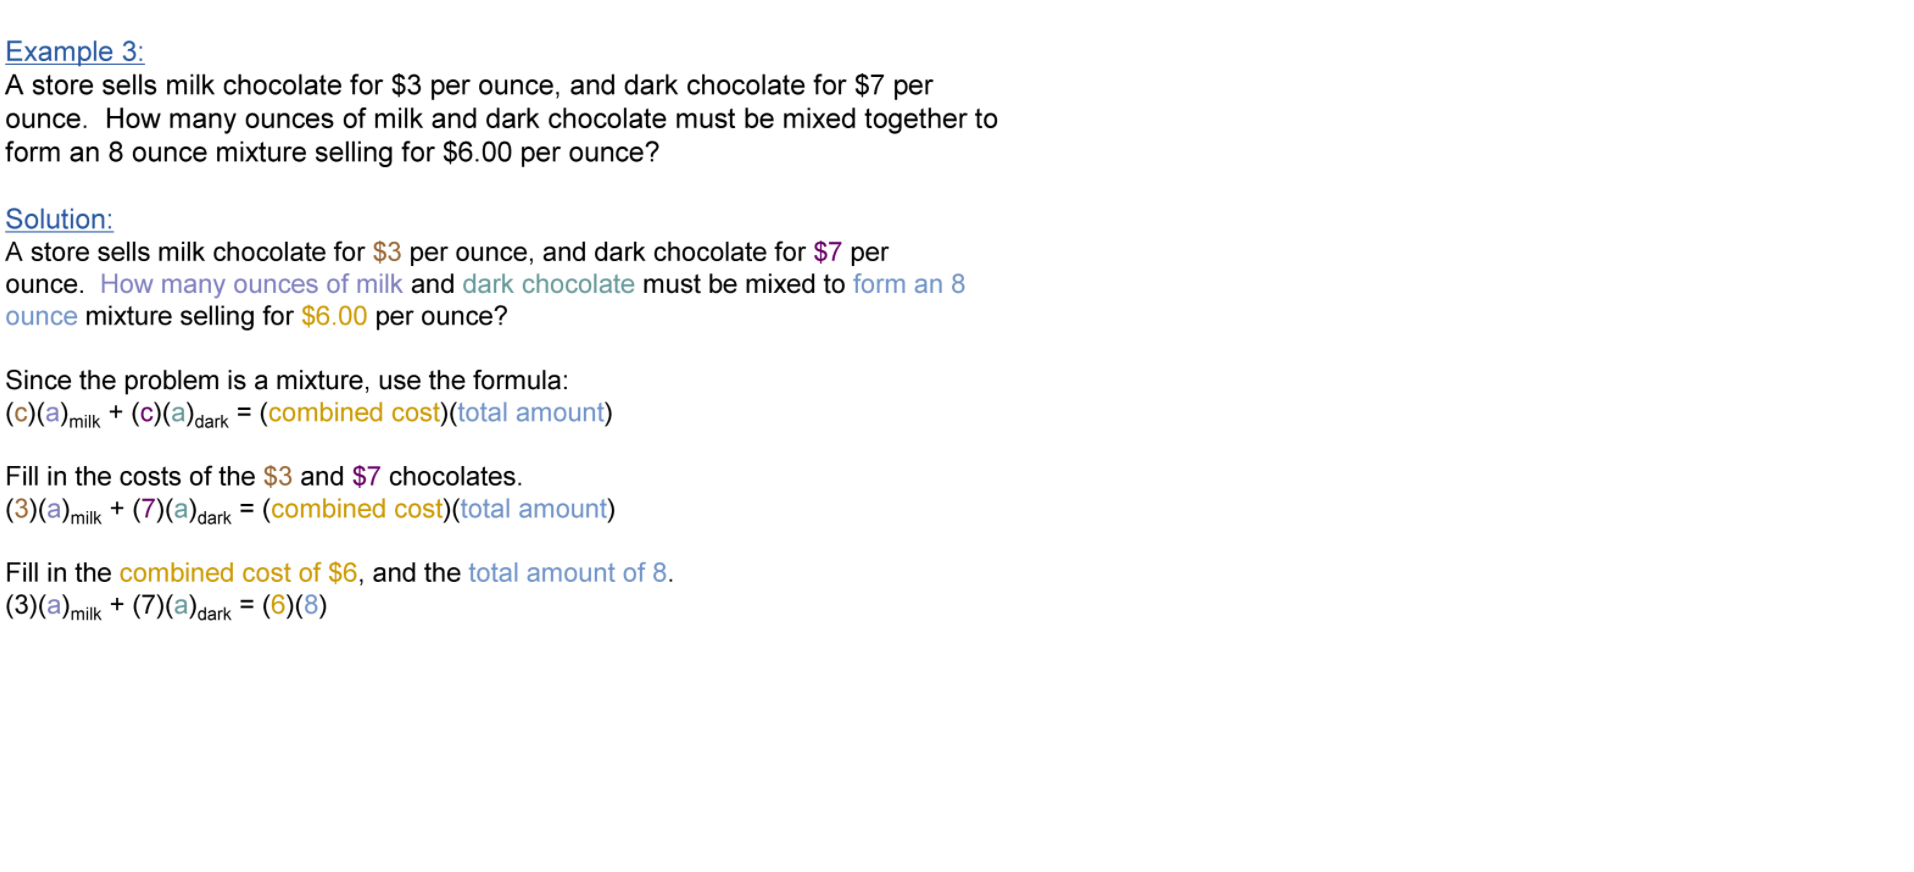 Example 3:
A store sells milk chocolate for $3 per ounce, and dark chocolate for $7 per
ounce.  How many ounces of milk and dark chocolate must be mixed together to
form an 8 ounce mixture selling for $6.00 per ounce?
Solution:
A store sells milk chocolate for $3 per ounce, and dark chocolate for $7 per
ounce.  How many ounces of milk and dark chocolate must be mixed to form an 8
ounce mixture selling for $6.00 per ounce?
Since the problem is a mixture, use the formula:
(c)(a)milk + (c)(a)dark = (combined cost)(total amount)
Fill in the costs of the $3 and $7 chocolates.
(3)(a)milk + (7)(a)dark = (combined cost)(total amount)
Fill in the combined cost of $6, and the total amount of 8.
(3)(a)milk + (7)(a)dark = (6)(8)